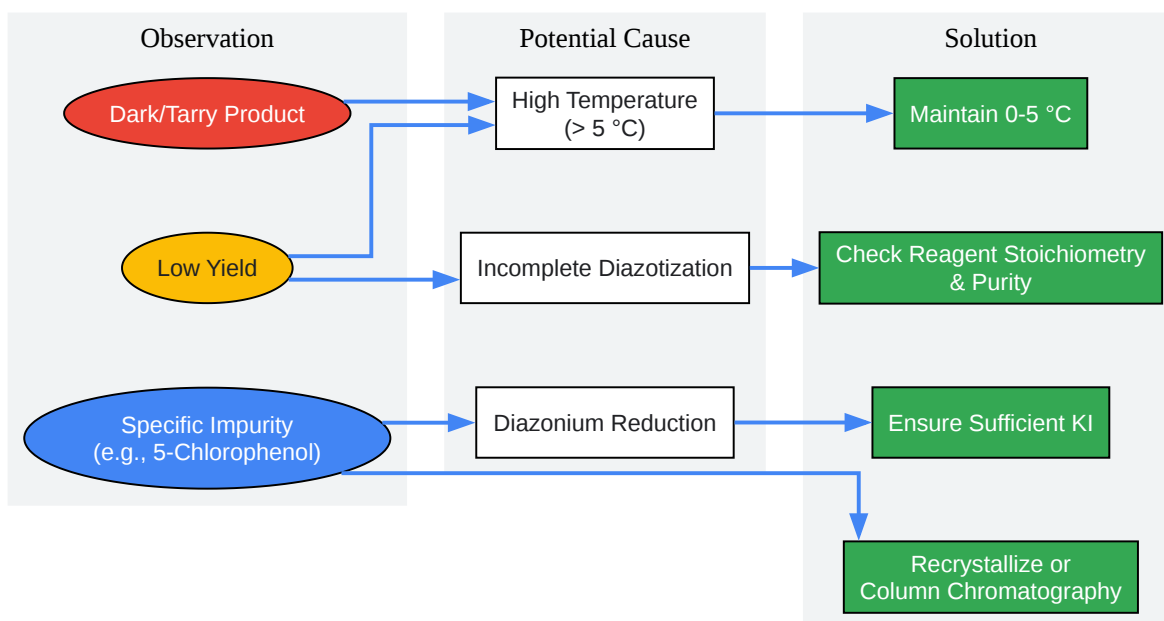 Observation
Potential Cause
Solution
Dark/Tarry Product
High Temperature
(> 5 °C)
Maintain 0-5 °C
Low Yield
Incomplete Diazotization
Check Reagent Stoichiometry
& Purity
Specific Impurity
(e.g., 5-Chlorophenol)
Diazonium Reduction
Ensure Sufficient KI
Recrystallize or
Column Chromatography